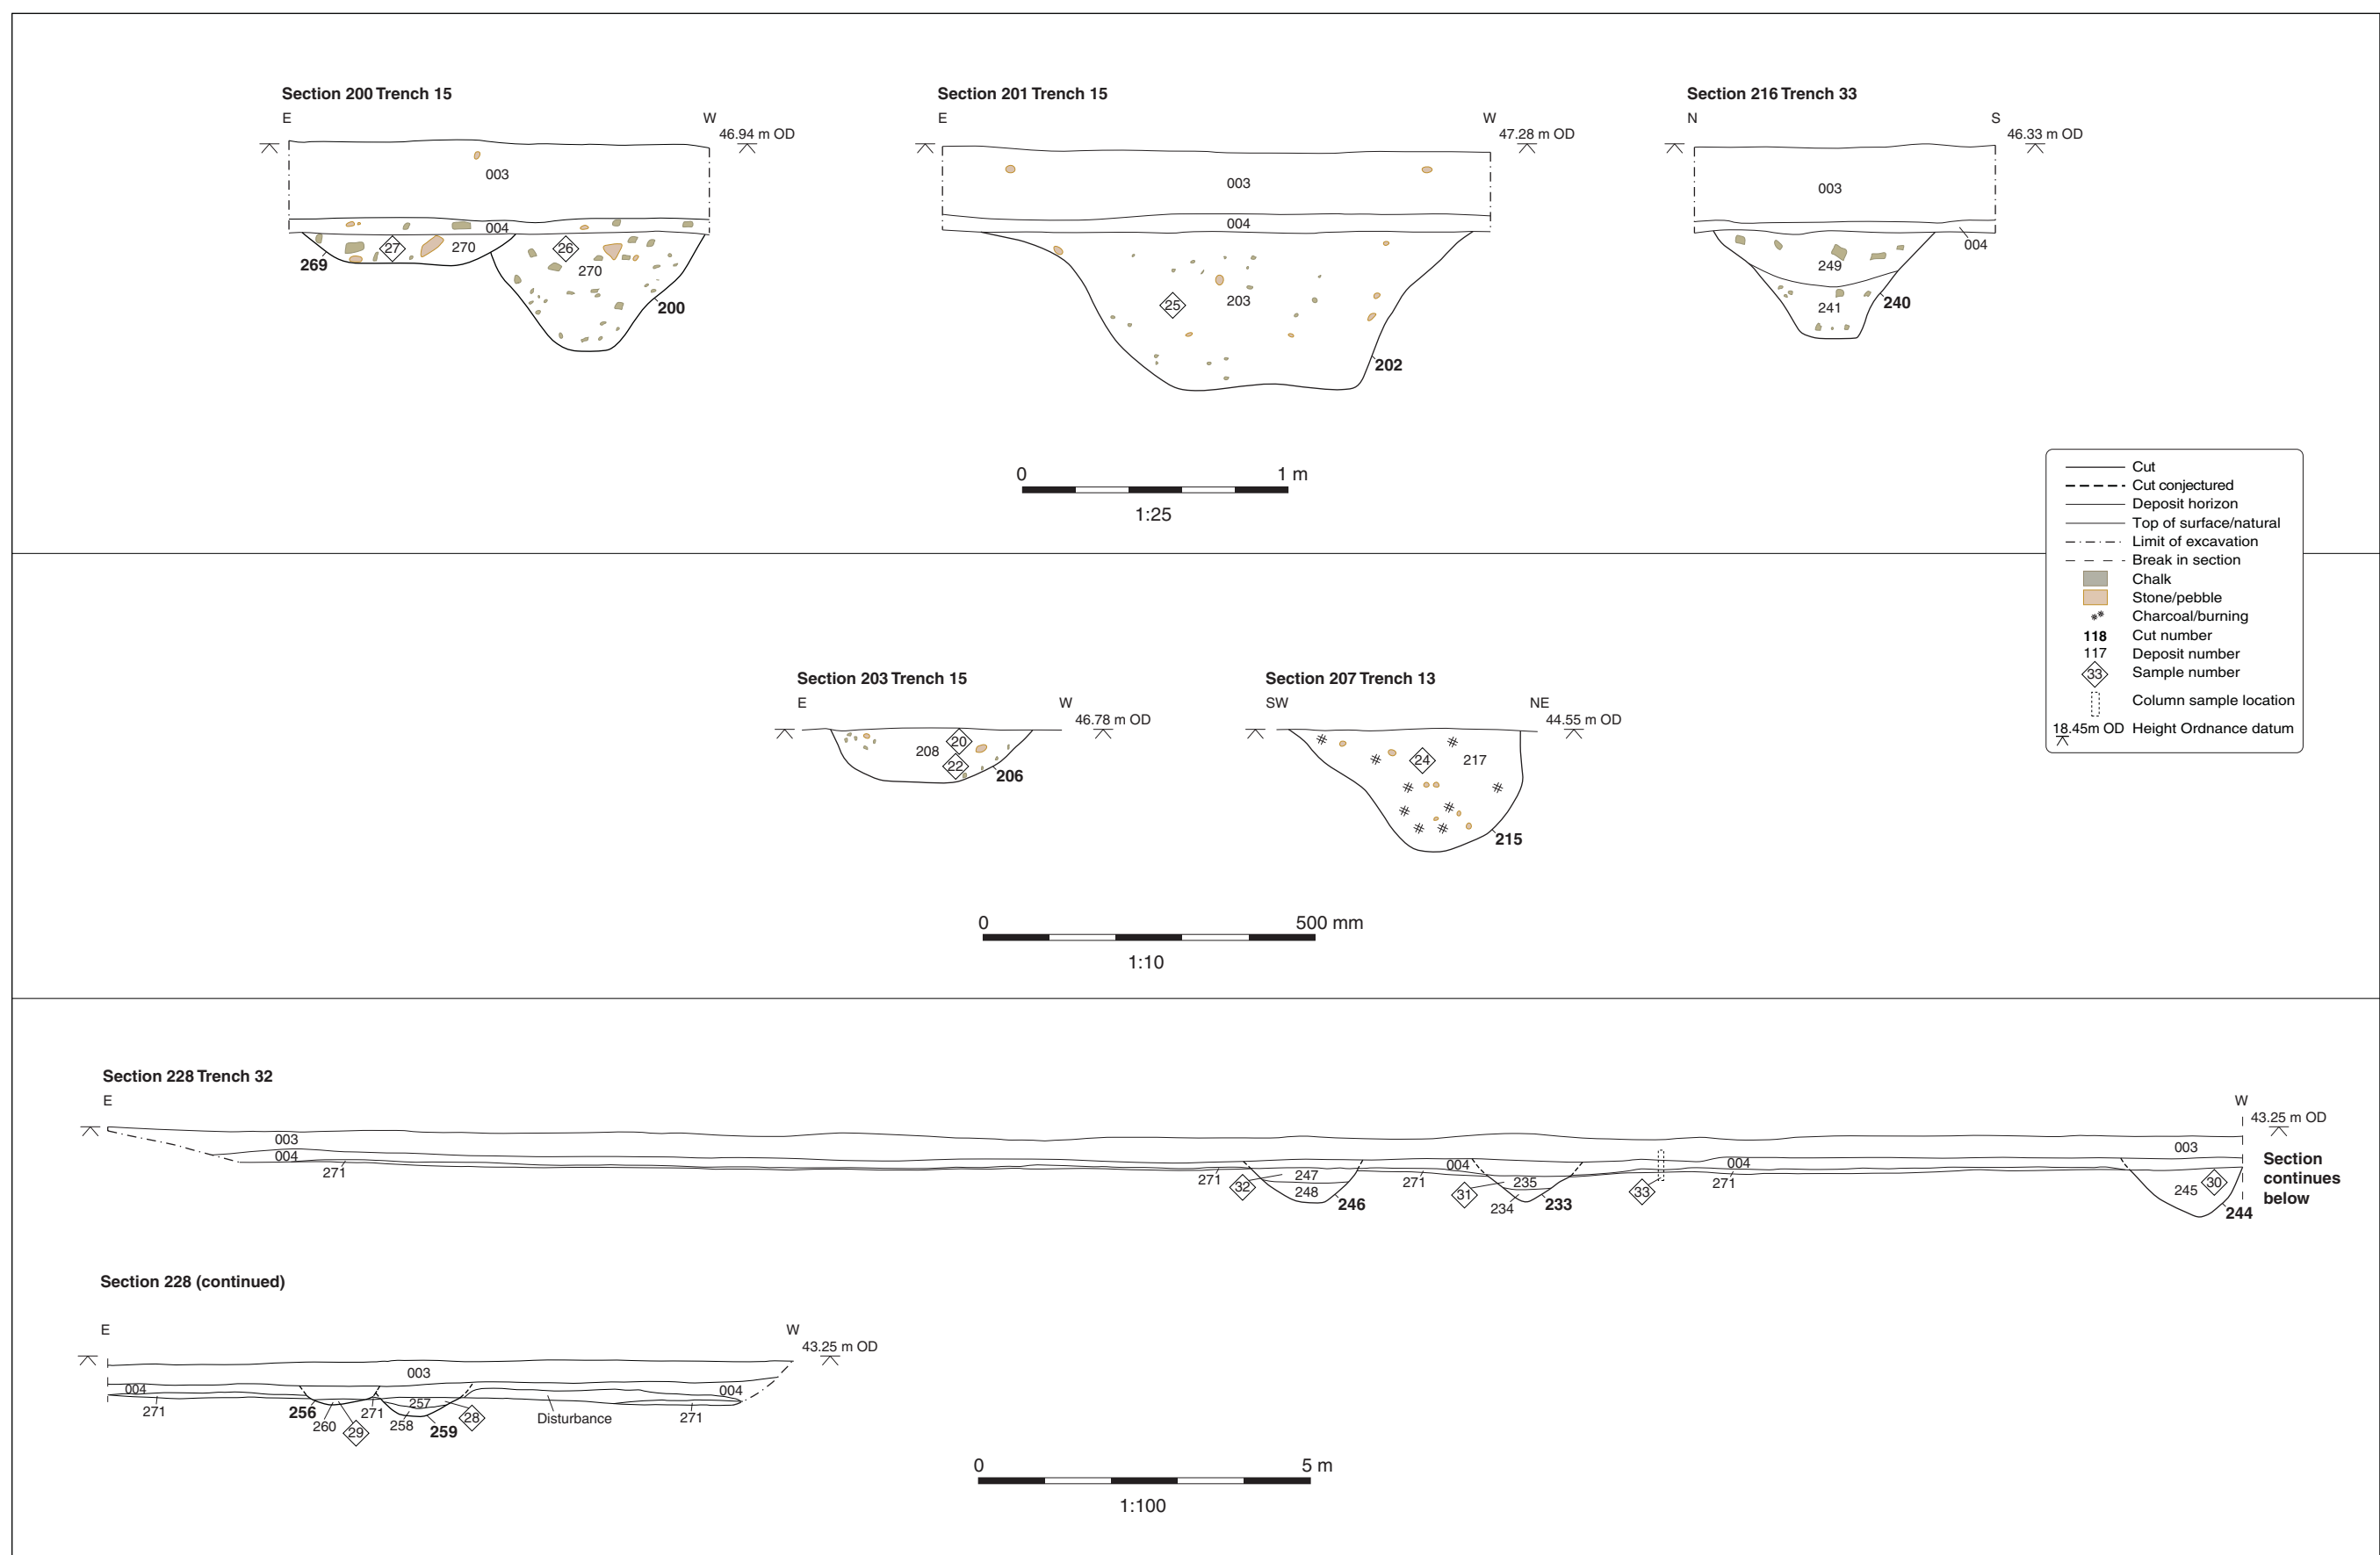 Section 200 Trench 15
E
W
46.94 m OD
003
004
27
270
26
270
269
200
Section 201 Trench 15
E
W
47.28 m OD
003
004
25
203
202
Section 216 Trench 33
N
S
46.33 m OD
003
004
249
241
240
0
1 m
1:25
Cut
Cut conjectured
Deposit horizon
Top of surface/natural
Limit of excavation
Break in section
Chalk
Stone/pebble
Charcoal/burning
118 Cut number
117 Deposit number
33 Sample number
Column sample location
18.45m OD Height Ordnance datum
Section 203 Trench 15
E
W
46.78 m OD
208
20
22
206
Section 207 Trench 13
SW
NE
44.55 m OD
24
217
215
0
500 mm
1:10
Section 228 Trench 32
E
W
43.25 m OD
003
004
271
271
32
247
248
246
271
004
31
235
234
233
33
004
271
003
245
30
244
Section
continues
below
Section 228 (continued)
E
W
43.25 m OD
003
004
271
256
260
29
271
257
258
259
28
Disturbance
004
271
0
5 m
1:100